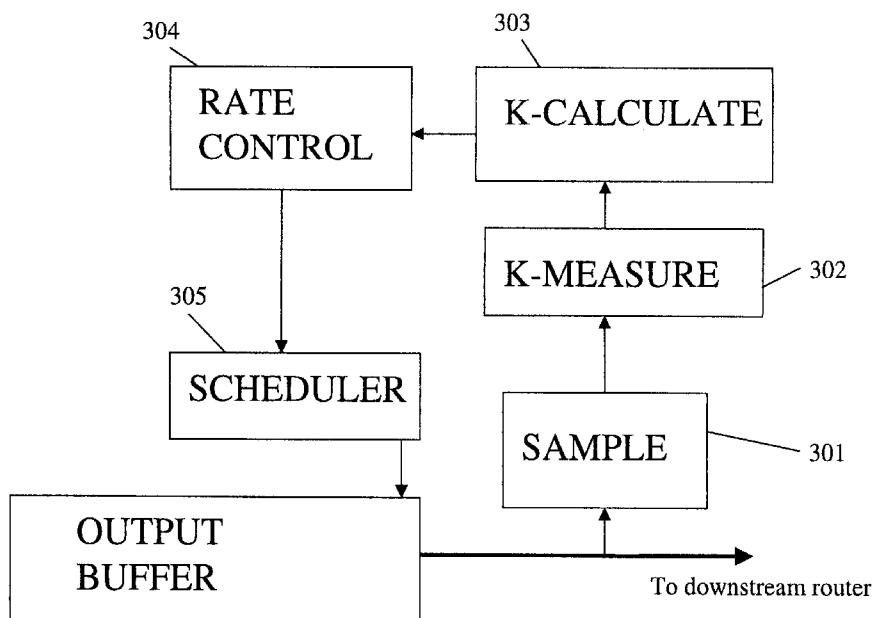 304
303
RATE
CONTROL
K-CALCULATE
K-MEASURE
302
305
SCHEDULER
SAMPLE
301
OUTPUT
BUFFER
To downstream router